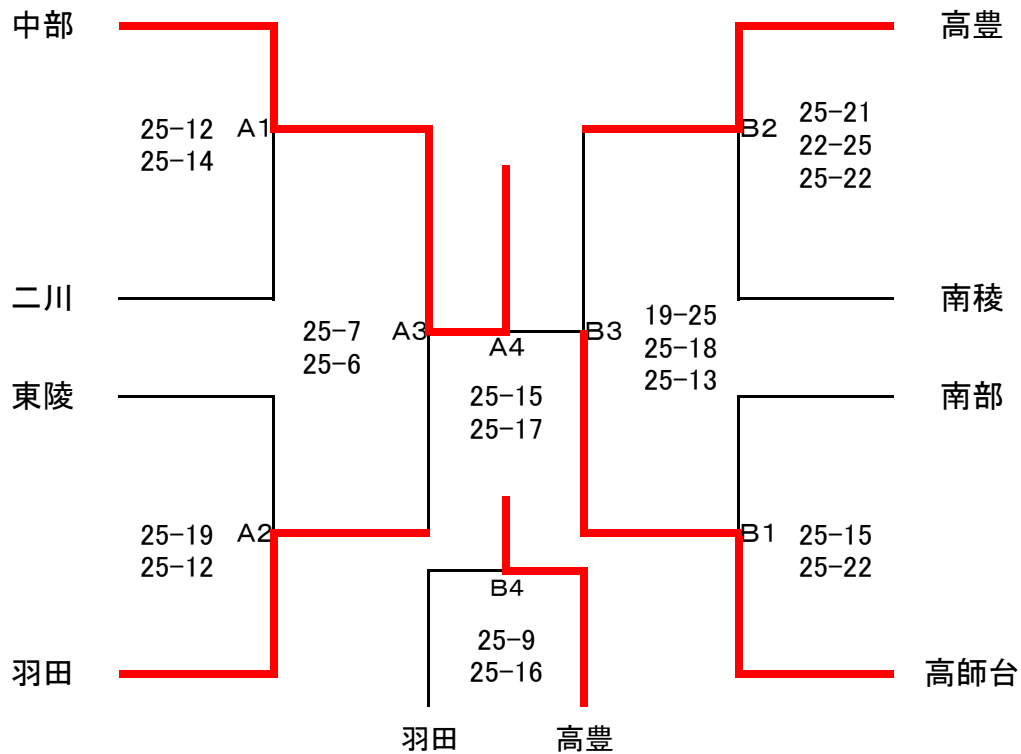 中部
高豊
25-12
25-14
A1
B2
25-21
22-25
25-22
二川
南稜
25-7
25-6
A3
A4
25-15
25-17
B3
19-25
25-18
25-13
東陵
南部
25-19
25-12
A2
B1
25-15
25-22
B4
25-9
25-16
羽田
高師台
羽田
高豊